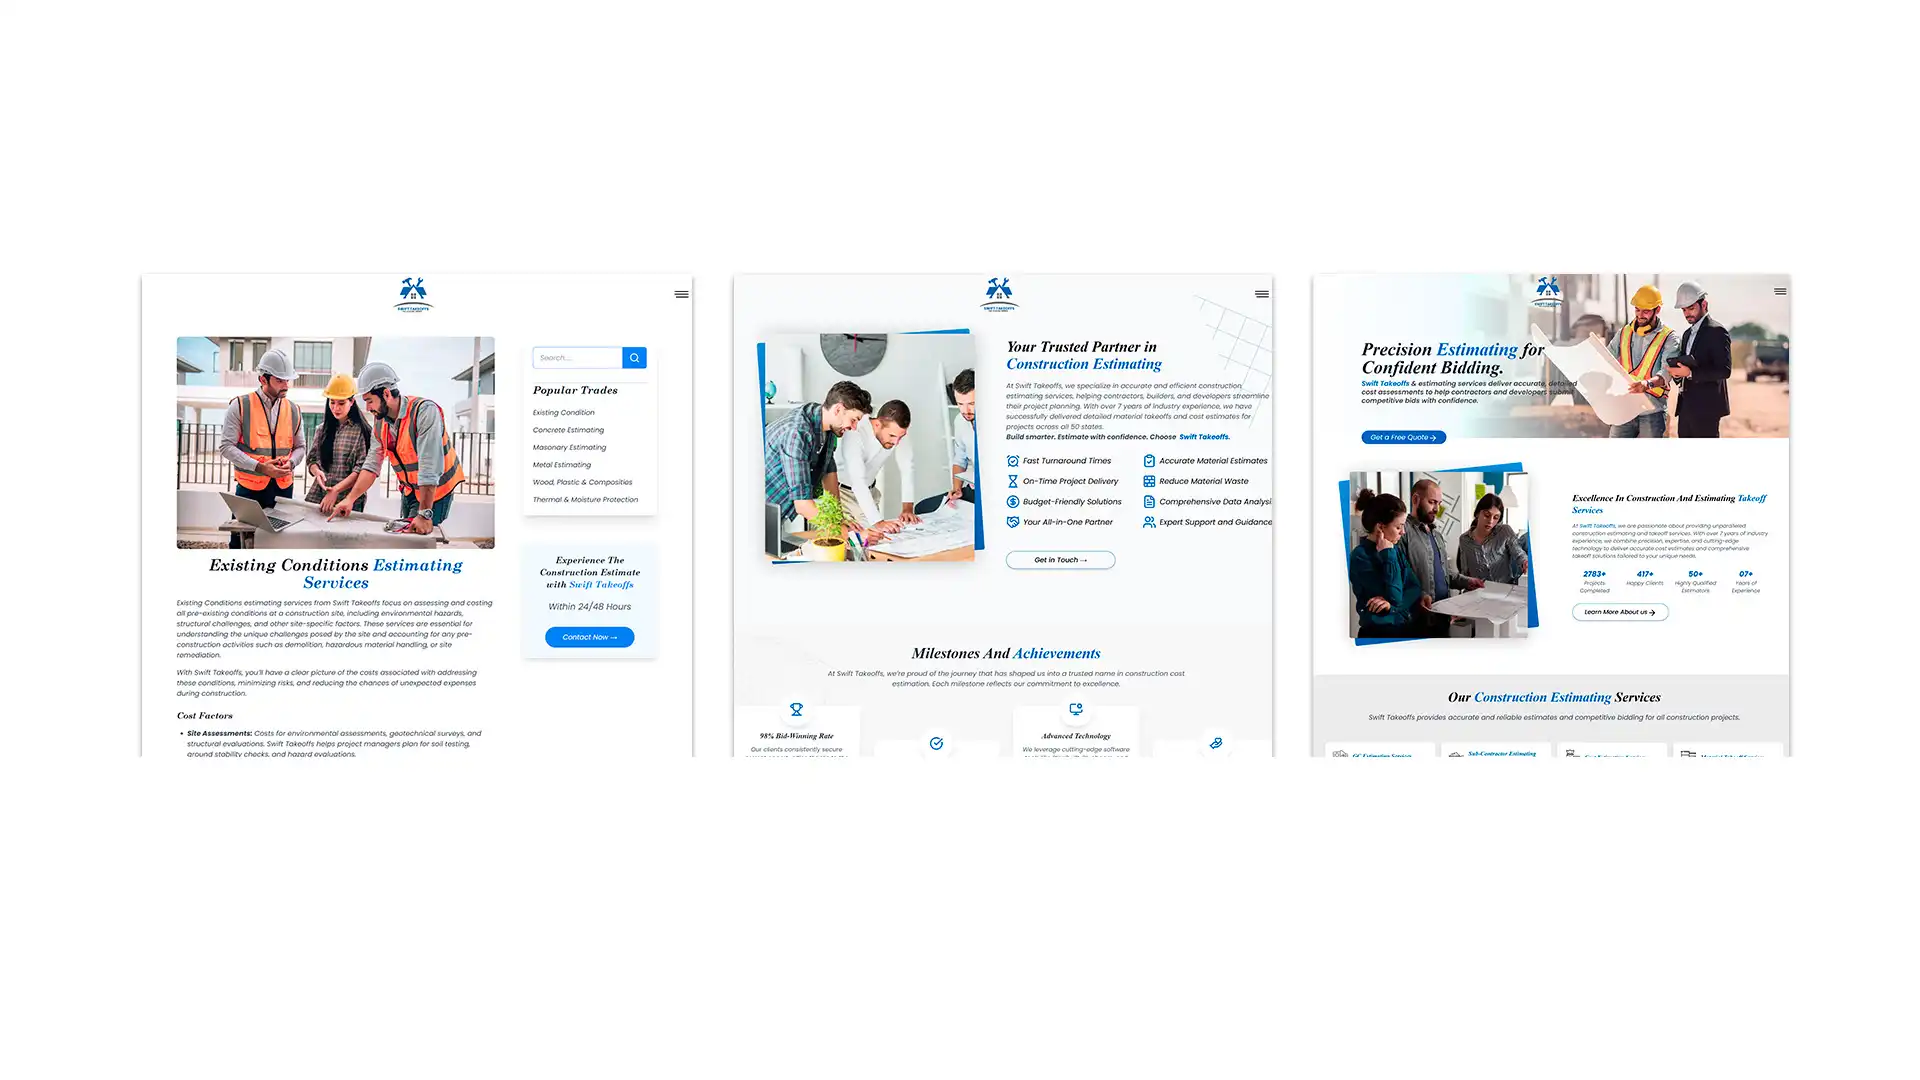 SWIFT TAKEOFFS
Search....
Popular Trades
Existing Condition
Concrete Estimating
Masonary Estimating
Metal Estimating
Wood, Plastic & Composities
Thermal & Moisture Protection
Experience The
Construction Estimate
with Swift Takeoffs
Within 24/48 Hours
Contact Now →
Existing Conditions Estimating
Services
Existing Conditions estimating services from Swift Takeoffs focus on assessing and costing
all pre-existing conditions at a construction site, including environmental hazards,
structural challenges, and other site-specific factors. These services are essential for
understanding the unique challenges posed by the site and accounting for any pre-
construction activities such as demolition, hazardous material handling, or site
remediation.
With Swift Takeoffs, you'll have a clear picture of the costs associated with addressing
these conditions, minimizing risks, and reducing the chances of unexpected expenses
during construction.
Cost Factors
• Site Assessments: Costs for environmental assessments, geotechnical surveys, and
structural evaluations. Swift Takeoffs helps project managers plan for soil testing,
ground stability checks, and hazard evaluations.
SWIFT TAKEOFFS
Your Trusted Partner in
Construction Estimating
At Swift Takeoffs, we specialize in accurate and efficient construction
estimating services, helping contractors, builders, and developers streamline
their project planning. With over 7 years of industry experience, we have
successfully delivered detailed material takeoffs and cost estimates for
projects across all 50 states.
Build smarter. Estimate with confidence. Choose Swift Takeoffs.
Fast Turnaround Times
Accurate Material Estimates
On-Time Project Delivery
Reduce Material Waste
Budget-Friendly Solutions
Comprehensive Data Analysi
Your All-in-One Partner
Expert Support and Guidance
Get In Touch →
Milestones And Achievements
At Swift Takeoffs, we're proud of the journey that has shaped us into a trusted name in construction cost
estimation. Each milestone reflects our commitment to excellence.
98% Bid-Winning Rate
Our clients consistently secure
Advanced Technology
We leverage cutting-edge software
SWIFT TAKEOFFS
Precision Estimating for
Confident Bidding.
Swift Takeoffs & estimating services deliver accurate, detailed
cost assessments to help contractors and developers submit
competitive bids with confidence.
Get a Free Quote →
Excellence In Construction And Estimating Takeoff
Services
At Swift Takeoffs, we are passionate about providing unparalleled
construction estimating and takeoff services. With over 7 years of industry
experience, we combine precision, expertise, and cutting-edge
technology to deliver accurate cost estimates and comprehensive
takeoff solutions tailored to your unique needs.
2783+
Projects
Completed
417+
Happy Clients
50+
Highly Qualified
Estimators
07+
Years of
Experience
Learn More About us →
Our Construction Estimating Services
Swift Takeoffs provides accurate and reliable estimates and competitive bidding for all construction projects.
GC Estimating Services
Sub-Contractor Estimating